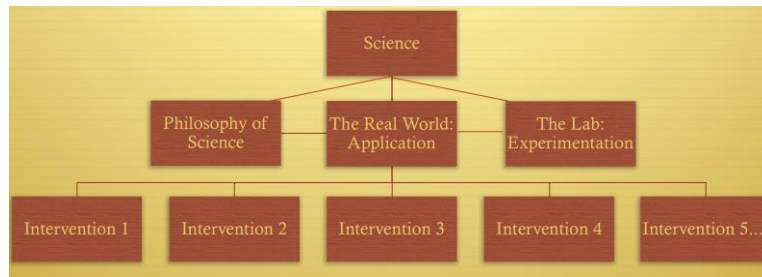 Science
Philosophy of
Science
The Real World:
Application
The Lab:
Experimentation
Intervention 1
Intervention 2
Intervention 3
Intervention 4
Intervention 5...